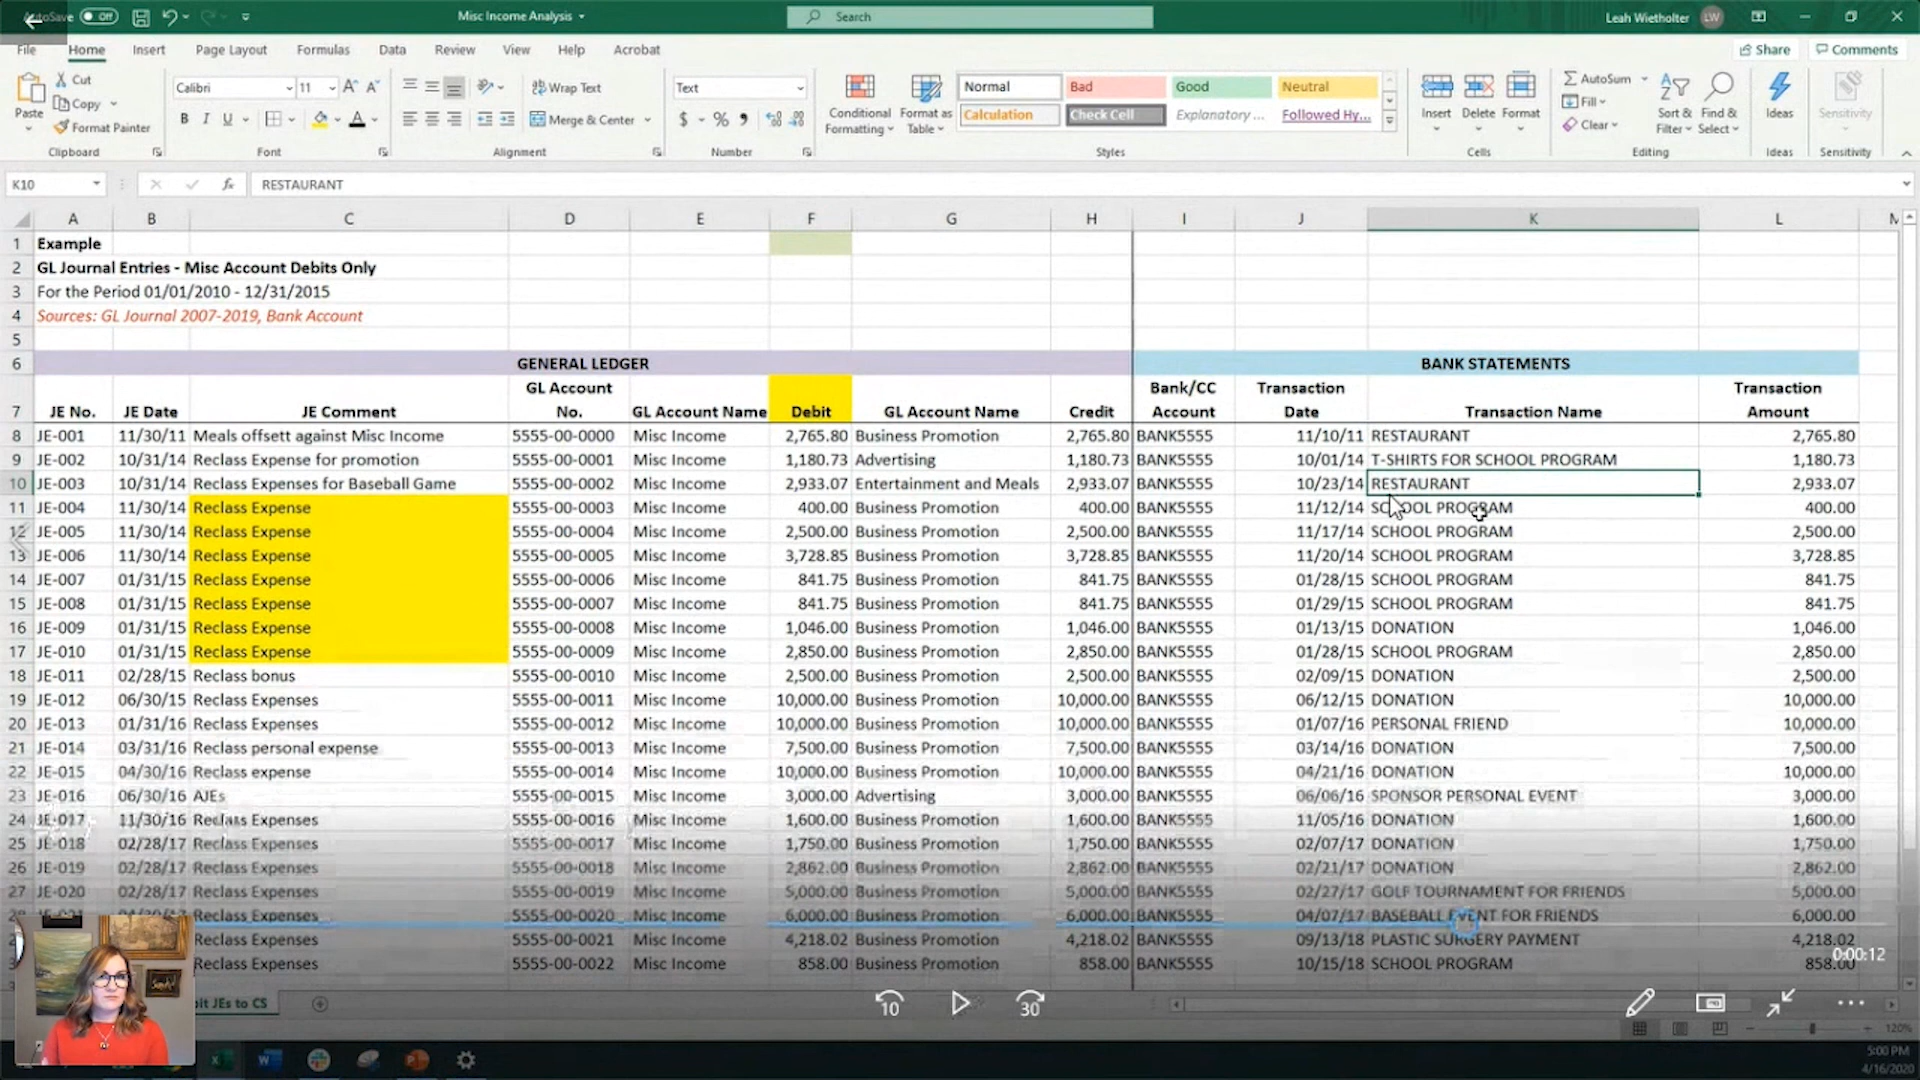 AutoSave Off Misc Income Analysis Search Leah Wietholter LW
File Home Insert Page Layout Formulas Data Review View Help Acrobat Share Comments
Paste Cut Copy Format Painter Clipboard
Calibri 11 B I U A Font
Wrap Text Merge & Center Alignment
Text $ % Number
Conditional Formatting Format as Table Normal Bad Good Neutral Calculation Check Cell Explanatory ... Followed Hy... Styles
Insert Delete Format Cells
AutoSum Fill Clear Sort & Filter Find & Select Editing
Ideas Ideas Sensitivity Sensitivity
K10 fx RESTAURANT
A B C D E F G H I J K L
1 Example
2 GL Journal Entries - Misc Account Debits Only
3 For the Period 01/01/2010 - 12/31/2015
4 Sources: GL Journal 2007-2019, Bank Account
5
6 GENERAL LEDGER BANK STATEMENTS
7 JE No. JE Date JE Comment GL Account No. GL Account Name Debit GL Account Name Credit Bank/CC Account Transaction Date Transaction Name Transaction Amount
8 JE-001 11/30/11 Meals offsett against Misc Income 5555-00-0000 Misc Income 2,765.80 Business Promotion 2,765.80 BANK5555 11/10/11 RESTAURANT 2,765.80
9 JE-002 10/31/14 Reclass Expense for promotion 5555-00-0001 Misc Income 1,180.73 Advertising 1,180.73 BANK5555 10/01/14 T-SHIRTS FOR SCHOOL PROGRAM 1,180.73
10 JE-003 10/31/14 Reclass Expenses for Baseball Game 5555-00-0002 Misc Income 2,933.07 Entertainment and Meals 2,933.07 BANK5555 10/23/14 RESTAURANT 2,933.07
11 JE-004 11/30/14 Reclass Expense 5555-00-0003 Misc Income 400.00 Business Promotion 400.00 BANK5555 11/12/14 SCHOOL PROGRAM 400.00
12 JE-005 11/30/14 Reclass Expense 5555-00-0004 Misc Income 2,500.00 Business Promotion 2,500.00 BANK5555 11/17/14 SCHOOL PROGRAM 2,500.00
13 JE-006 11/30/14 Reclass Expense 5555-00-0005 Misc Income 3,728.85 Business Promotion 3,728.85 BANK5555 11/20/14 SCHOOL PROGRAM 3,728.85
14 JE-007 01/31/15 Reclass Expense 5555-00-0006 Misc Income 841.75 Business Promotion 841.75 BANK5555 01/28/15 SCHOOL PROGRAM 841.75
15 JE-008 01/31/15 Reclass Expense 5555-00-0007 Misc Income 841.75 Business Promotion 841.75 BANK5555 01/29/15 SCHOOL PROGRAM 841.75
16 JE-009 01/31/15 Reclass Expense 5555-00-0008 Misc Income 1,046.00 Business Promotion 1,046.00 BANK5555 01/13/15 DONATION 1,046.00
17 JE-010 01/31/15 Reclass Expense 5555-00-0009 Misc Income 2,850.00 Business Promotion 2,850.00 BANK5555 01/28/15 SCHOOL PROGRAM 2,850.00
18 JE-011 02/28/15 Reclass bonus 5555-00-0010 Misc Income 2,500.00 Business Promotion 2,500.00 BANK5555 02/09/15 DONATION 2,500.00
19 JE-012 06/30/15 Reclass Expenses 5555-00-0011 Misc Income 10,000.00 Business Promotion 10,000.00 BANK5555 06/12/15 DONATION 10,000.00
20 JE-013 01/31/16 Reclass Expenses 5555-00-0012 Misc Income 10,000.00 Business Promotion 10,000.00 BANK5555 01/07/16 PERSONAL FRIEND 10,000.00
21 JE-014 03/31/16 Reclass personal expense 5555-00-0013 Misc Income 7,500.00 Business Promotion 7,500.00 BANK5555 03/14/16 DONATION 7,500.00
22 JE-015 04/30/16 Reclass expense 5555-00-0014 Misc Income 10,000.00 Business Promotion 10,000.00 BANK5555 04/21/16 DONATION 10,000.00
23 JE-016 06/30/16 AJEs 5555-00-0015 Misc Income 3,000.00 Advertising 3,000.00 BANK5555 06/06/16 SPONSOR PERSONAL EVENT 3,000.00
24 JE-017 11/30/16 Reclass Expenses 5555-00-0016 Misc Income 1,600.00 Business Promotion 1,600.00 BANK5555 11/05/16 DONATION 1,600.00
25 JE-018 02/28/17 Reclass Expenses 5555-00-0017 Misc Income 1,750.00 Business Promotion 1,750.00 BANK5555 02/07/17 DONATION 1,750.00
26 JE-019 02/28/17 Reclass Expenses 5555-00-0018 Misc Income 2,862.00 Business Promotion 2,862.00 BANK5555 02/21/17 DONATION 2,862.00
27 JE-020 02/28/17 Reclass Expenses 5555-00-0019 Misc Income 5,000.00 Business Promotion 5,000.00 BANK5555 02/27/17 GOLF TOURNAMENT FOR FRIENDS 5,000.00
Reclass Expenses 5555-00-0020 Misc Income 6,000.00 Business Promotion 6,000.00 BANK5555 04/07/17 BASEBALL EVENT FOR FRIENDS 6,000.00
Reclass Expenses 5555-00-0021 Misc Income 4,218.02 Business Promotion 4,218.02 BANK5555 09/13/18 PLASTIC SURGERY PAYMENT 4,218.02
Reclass Expenses 5555-00-0022 Misc Income 858.00 Business Promotion 858.00 BANK5555 10/15/18 SCHOOL PROGRAM 858.00
0:00:12
JEs to CS 10 30
120%
5:00 PM
4/16/2020